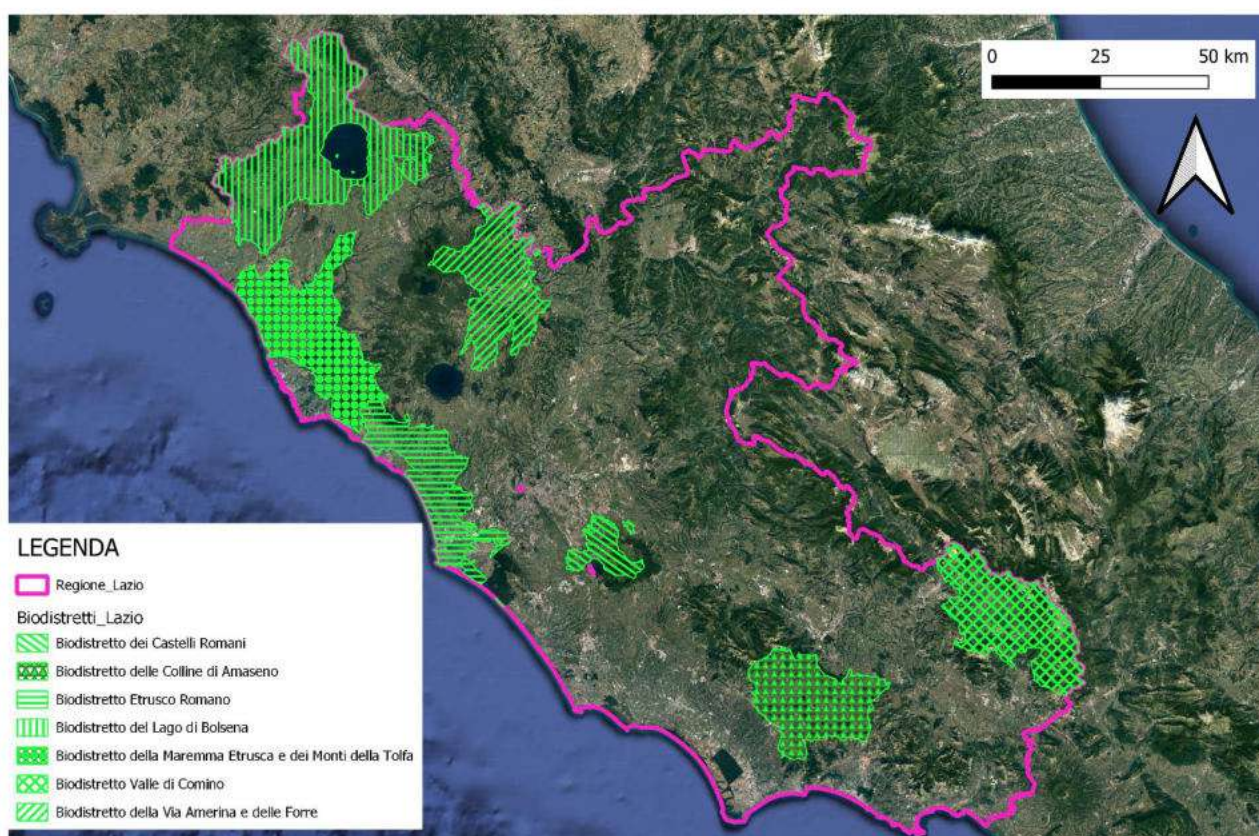 0 25 50 km
LEGENDA
Regione_Lazio
Biodistretti_Lazio
Biodistretto dei Castelli Romani
Biodistretto delle Colline di Amaseno
Biodistretto Etrusco Romano
Biodistretto del Lago di Bolsena
Biodistretto della Maremma Etrusca e dei Monti della Tolfa
Biodistretto Valle di Comino
Biodistretto della Via Amerina e delle Forre